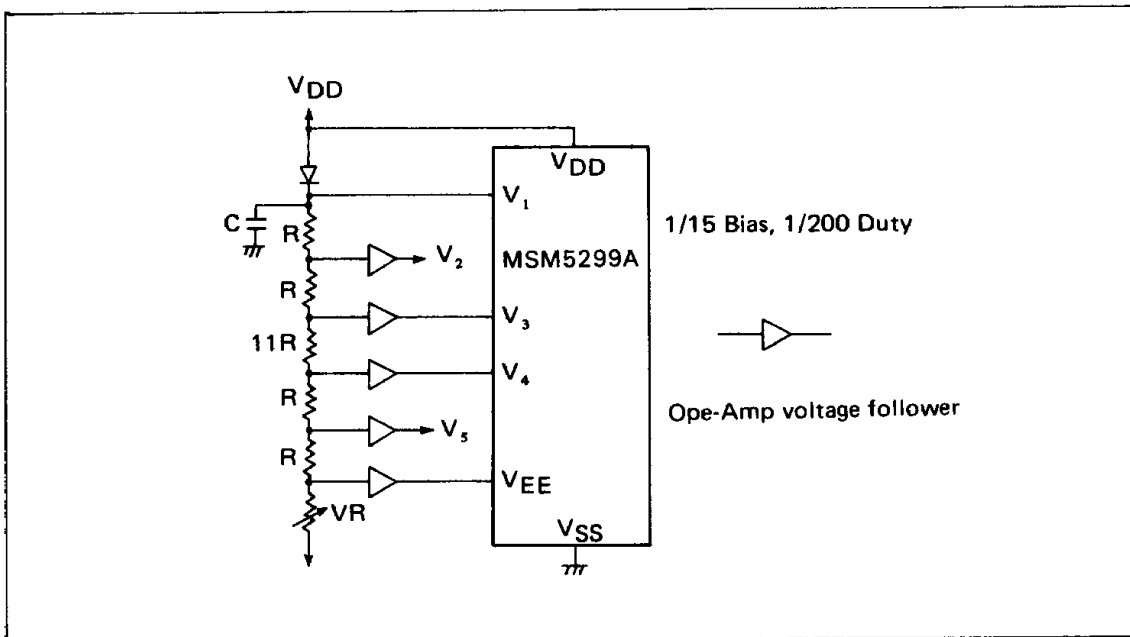 VDD
VDD
V1
C
R
1/15 Bias, 1/200 Duty
V2
MSM5299A
R
V3
11R
V4
R
Ope-Amp voltage follower
V5
R
VEE
VR
VSS